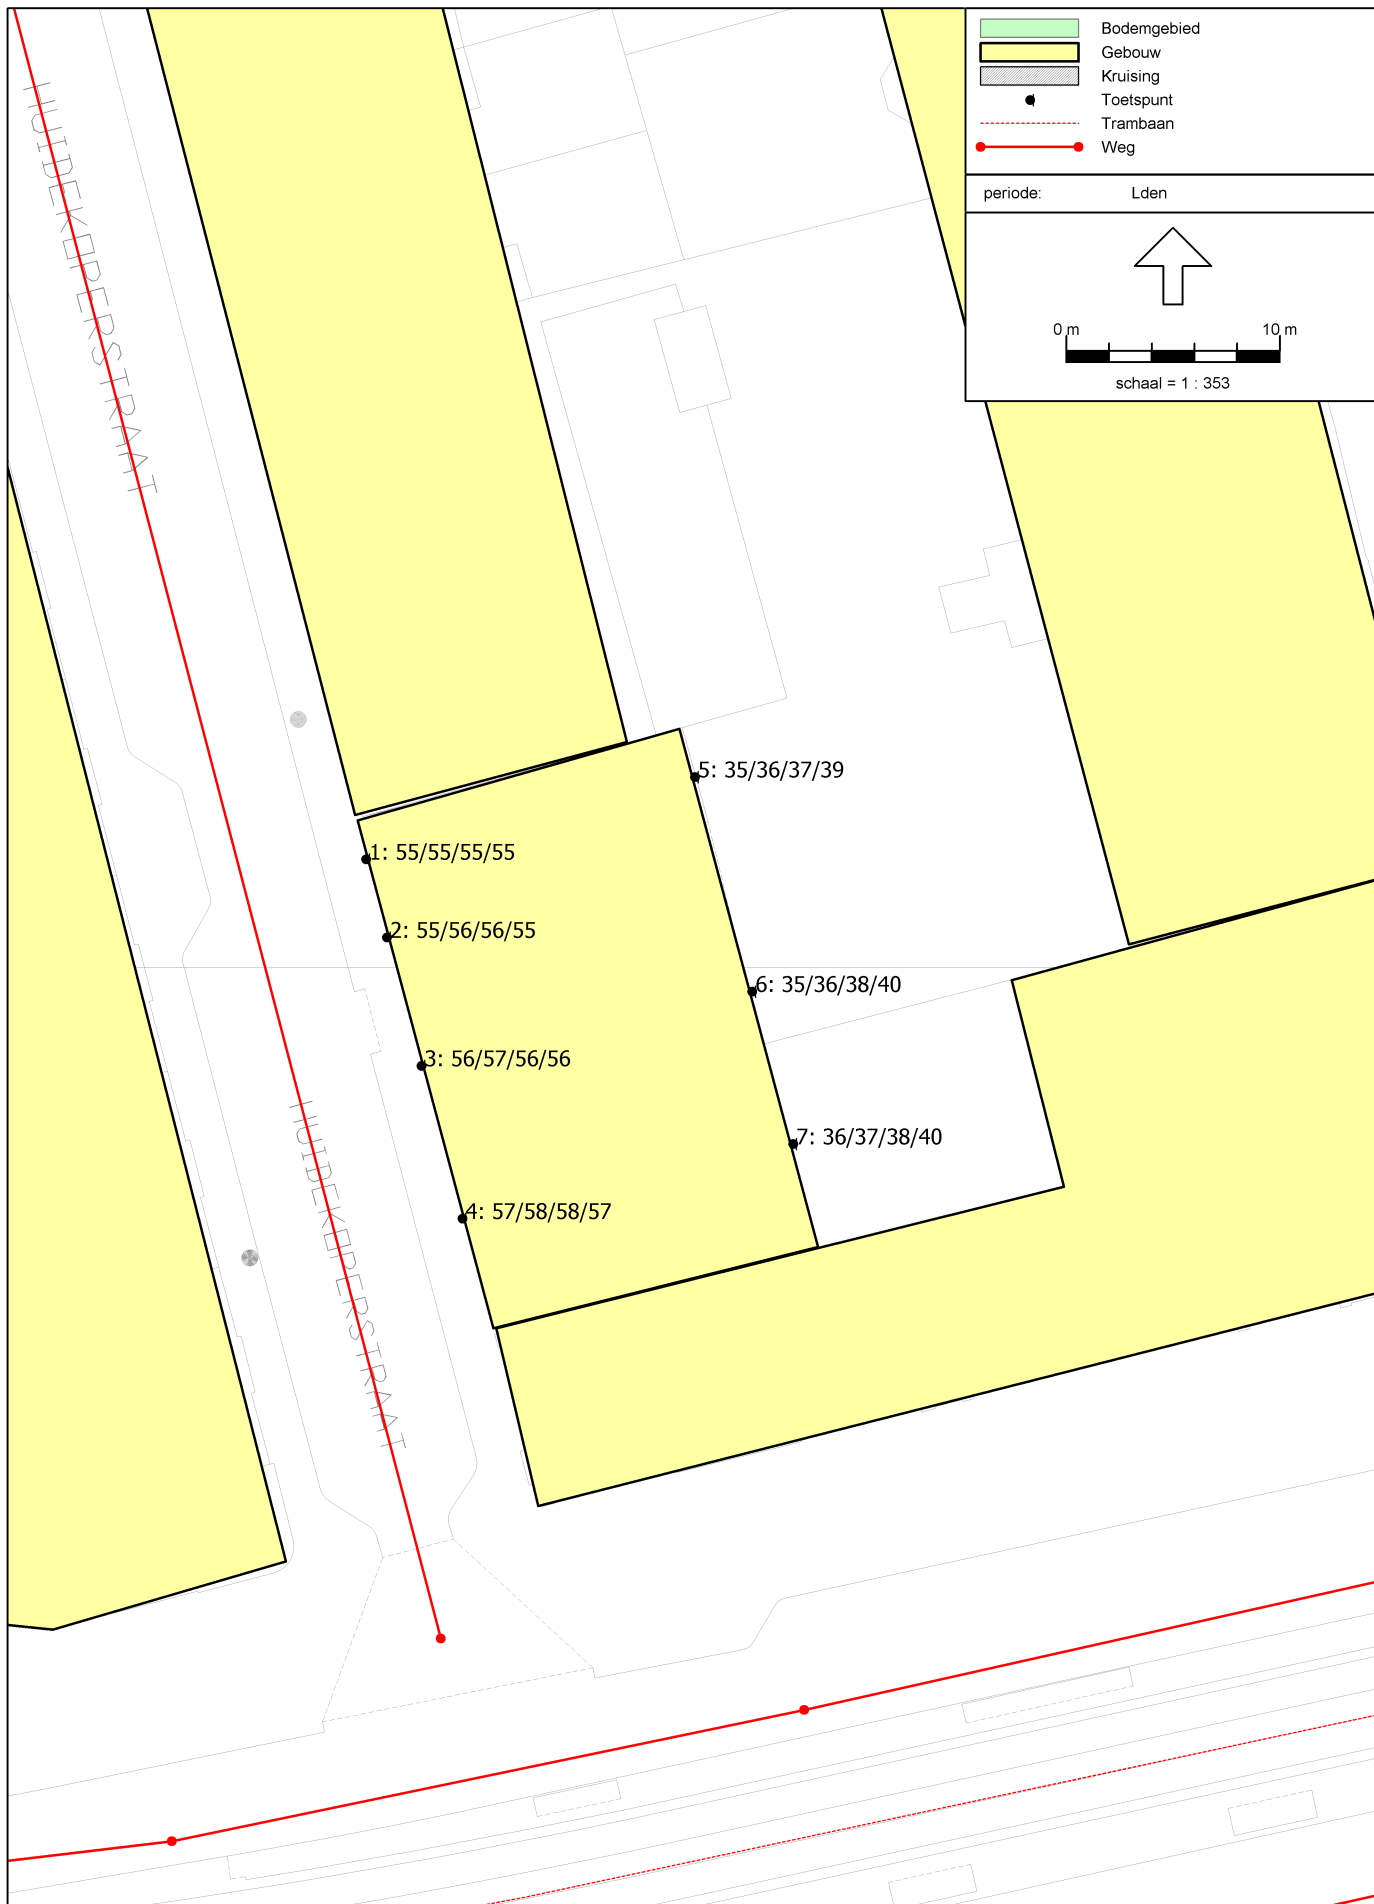 Bodemgebied
Gebouw
Kruising
Toetspunt
Trambaan
Weg
periode: Lden
0 m 10 m
schaal = 1 : 353
HUIDEKOPERSTRAAT
5: 35/36/37/39
1: 55/55/55/55
2: 55/56/56/55
6: 35/36/38/40
3: 56/57/56/56
7: 36/37/38/40
4: 57/58/58/57
HUIDEKOPERSTRAAT